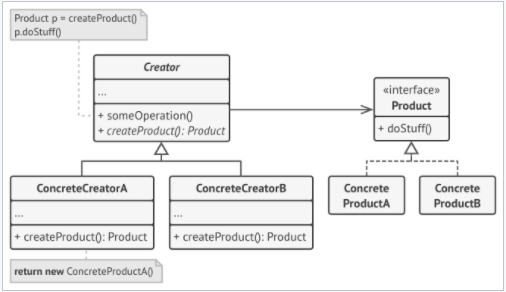 Product p = createProduct()
p.doStuff()
Creator
...
+ someOperation()
+ createProduct(): Product
«interface»
Product
+ doStuff()
ConcreteCreatorA
...
+ createProduct(): Product
ConcreteCreatorB
...
+ createProduct(): Product
Concrete
ProductA
Concrete
ProductB
return new ConcreteProductA()